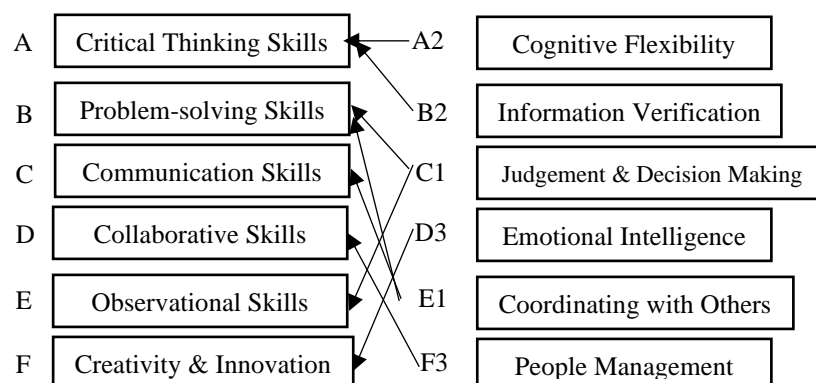 A Critical Thinking Skills A2 Cognitive Flexibility
B Problem-solving Skills B2 Information Verification
C Communication Skills C1 Judgement & Decision Making
D Collaborative Skills D3 Emotional Intelligence
E Observational Skills E1 Coordinating with Others
F Creativity & Innovation F3 People Management